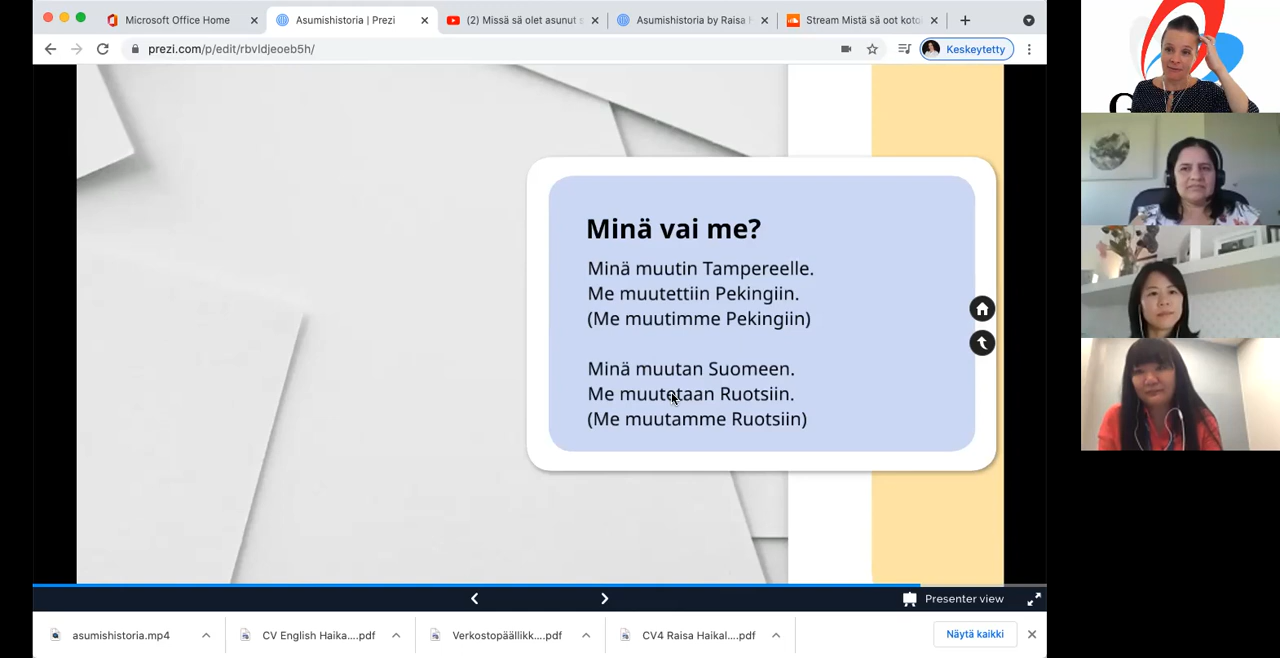 Microsoft Office Home
Asumishistoria | Prezi
(2) Missä sä olet asunut s
Asumishistoria by Raisa H
Stream Mistä sä oot koto
prezi.com/p/edit/rbvldjeoeb5h/
Keskeytetty
Minä vai me?
Minä muutin Tampereelle.
Me muutettiin Pekingiin.
(Me muutimme Pekingiin)
Minä muutan Suomeen.
Me muutetaan Ruotsiin.
(Me muutamme Ruotsiin)
Presenter view
asumishistoria.mp4
CV English Haika....pdf
Verkostopäällikk....pdf
CV4 Raisa Haikal....pdf
Näytä kaikki
G